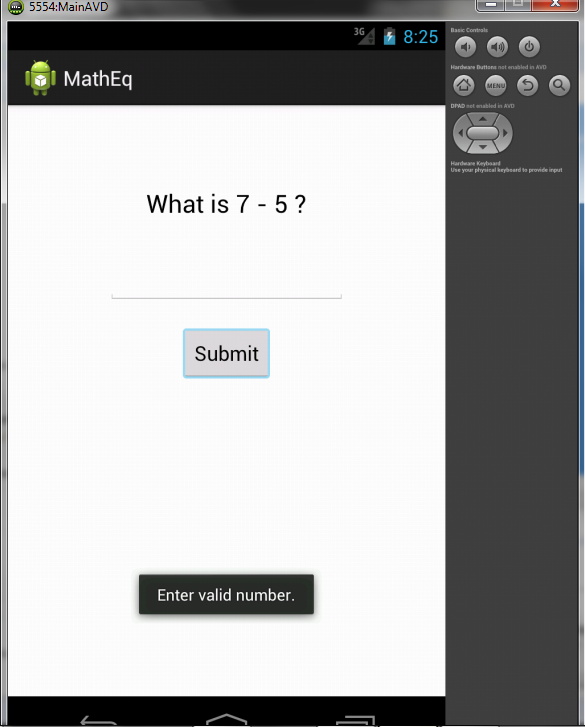 5554:MainAVD
3G 8:25
MathEq
What is 7 - 5 ?
Submit
Enter valid number.
Basic Controls
Hardware Buttons not enabled in AVD
MENU
DPAD not enabled in AVD
Hardware Keyboard
Use your physical keyboard to provide input